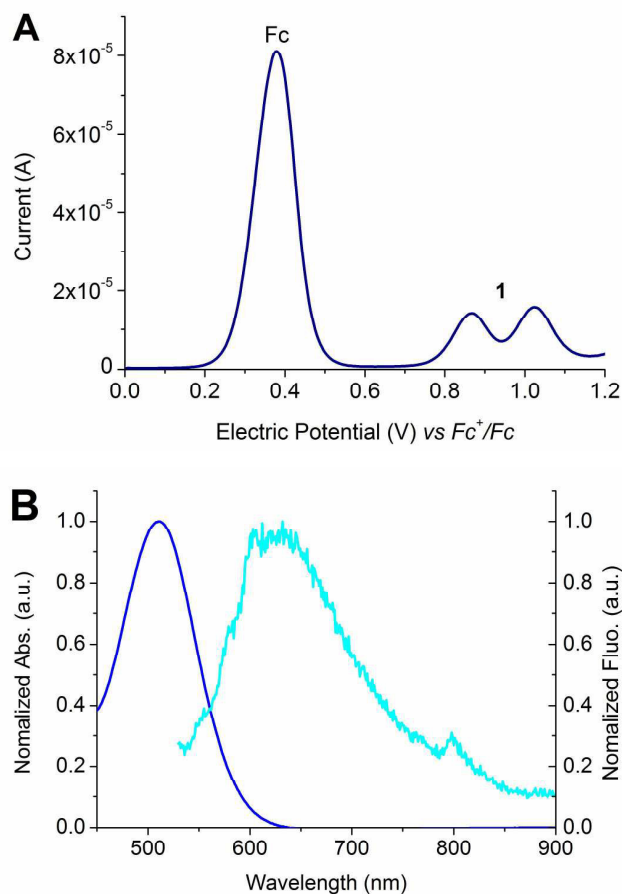 A
Fc
8x10⁻⁵
6x10⁻⁵
4x10⁻⁵
2x10⁻⁵
0
1
Current (A)
0.0 0.2 0.4 0.6 0.8 1.0 1.2
Electric Potential (V) vs Fc⁺/Fc
B
1.0 1.0
0.8 0.8
0.6 0.6
0.4 0.4
0.2 0.2
0.0 0.0
Nomalized Abs. (a.u.)
Nomalized Fluo. (a.u.)
500 600 700 800 900
Wavelength (nm)